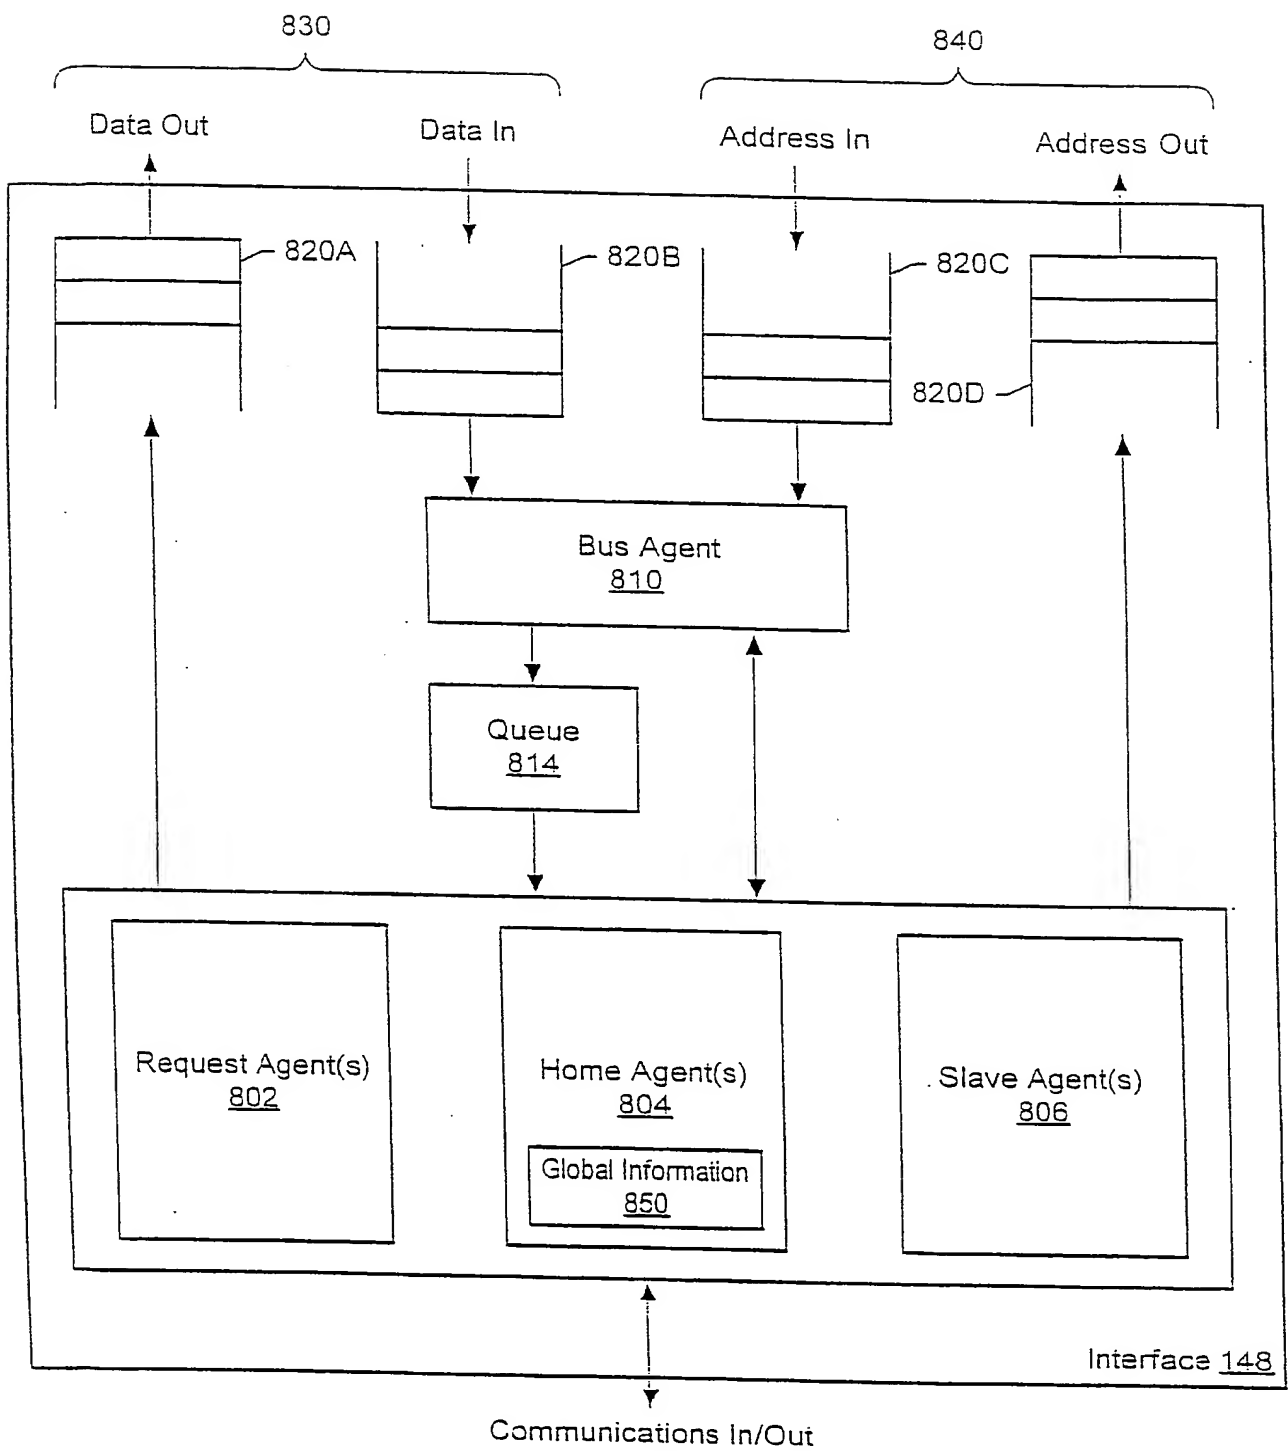 830
840
Data Out
Data In
Address In
Address Out
820A
820B
820C
820D
Bus Agent
810
Queue
814
Request Agent(s)
802
Home Agent(s)
804
Slave Agent(s)
806
Global Information
850
Interface 148
Communications In/Out